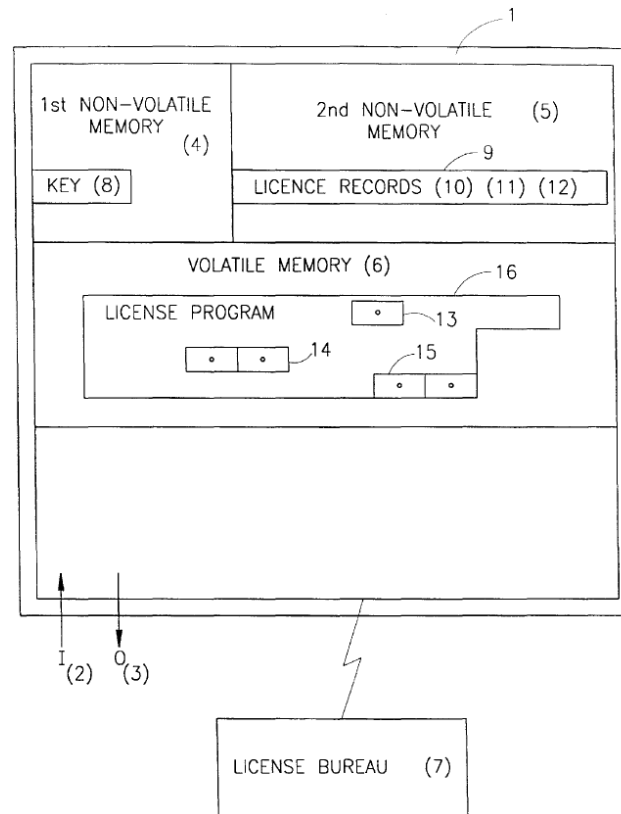 1
1st NON-VOLATILE
MEMORY
(4)
2nd NON-VOLATILE (5)
MEMORY
9
KEY (8)
LICENCE RECORDS (10) (11) (12)
VOLATILE MEMORY (6)
16
LICENSE PROGRAM
13
14
15
I (2)
O (3)
LICENSE BUREAU (7)